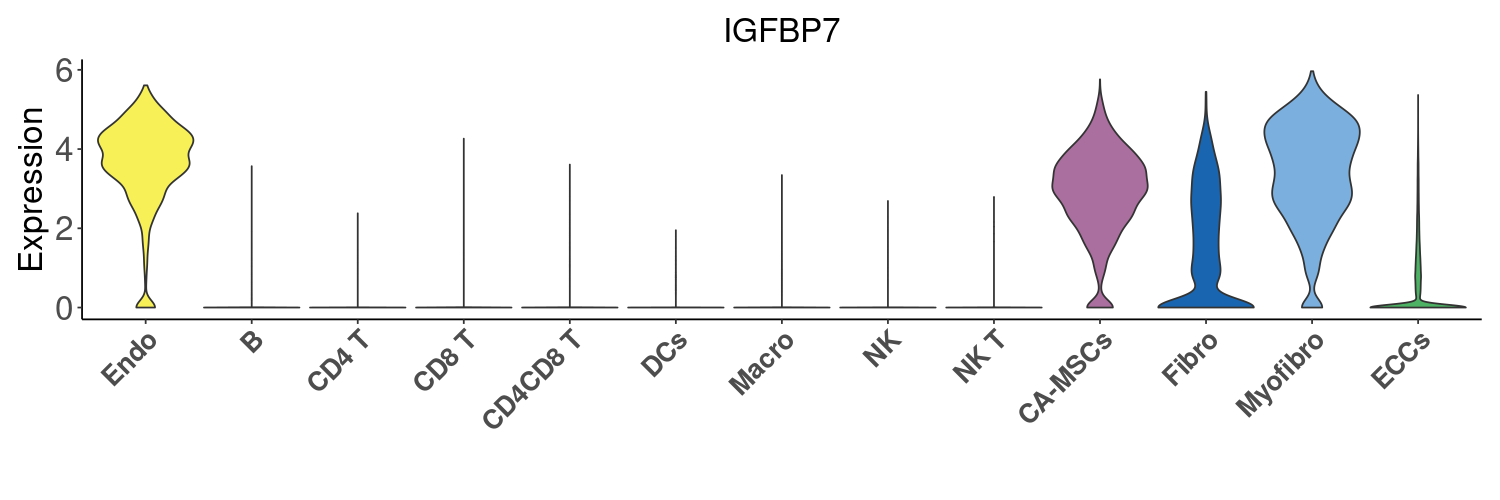 IGFBP7
Expression
6
4
2
0
Endo
B
CD4 T
CD8 T
CD4CD8 T
DCs
Macro
NK
NK T
CA-MSCs
Fibro
Myofibro
ECCs